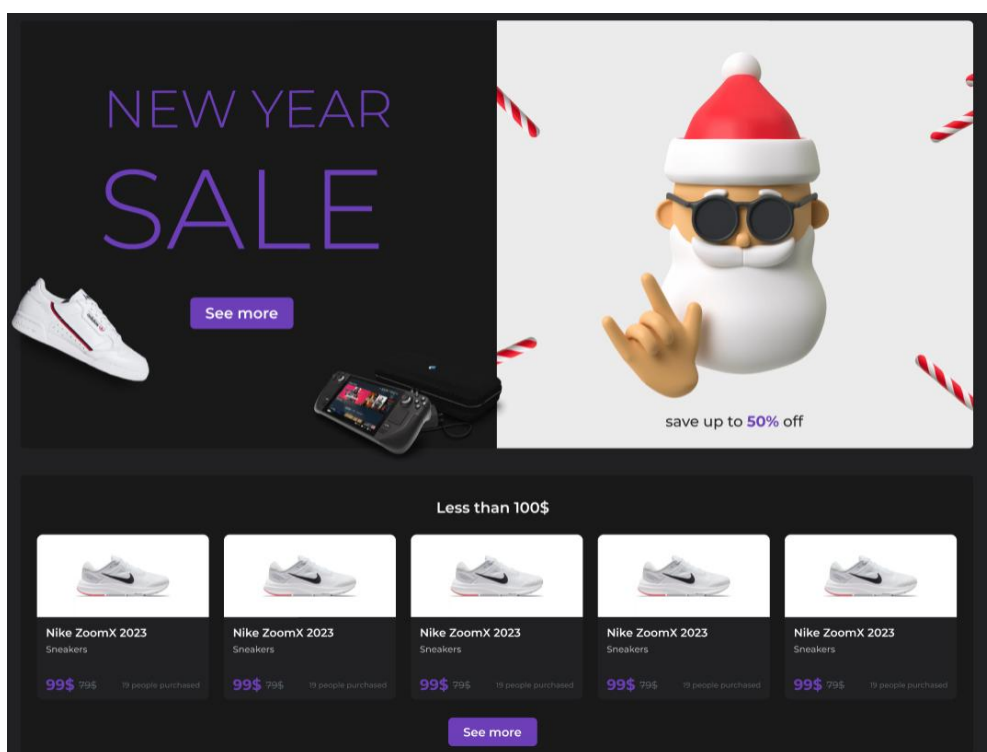 NEW YEAR
SALE
See more
save up to 50% off
Less than 100$
Nike ZoomX 2023
Sneakers
99$ 79$ 19 people purchased
Nike ZoomX 2023
Sneakers
99$ 79$ 19 people purchased
Nike ZoomX 2023
Sneakers
99$ 79$ 19 people purchased
Nike ZoomX 2023
Sneakers
99$ 79$ 19 people purchased
Nike ZoomX 2023
Sneakers
99$ 79$ 19 people purchased
See more